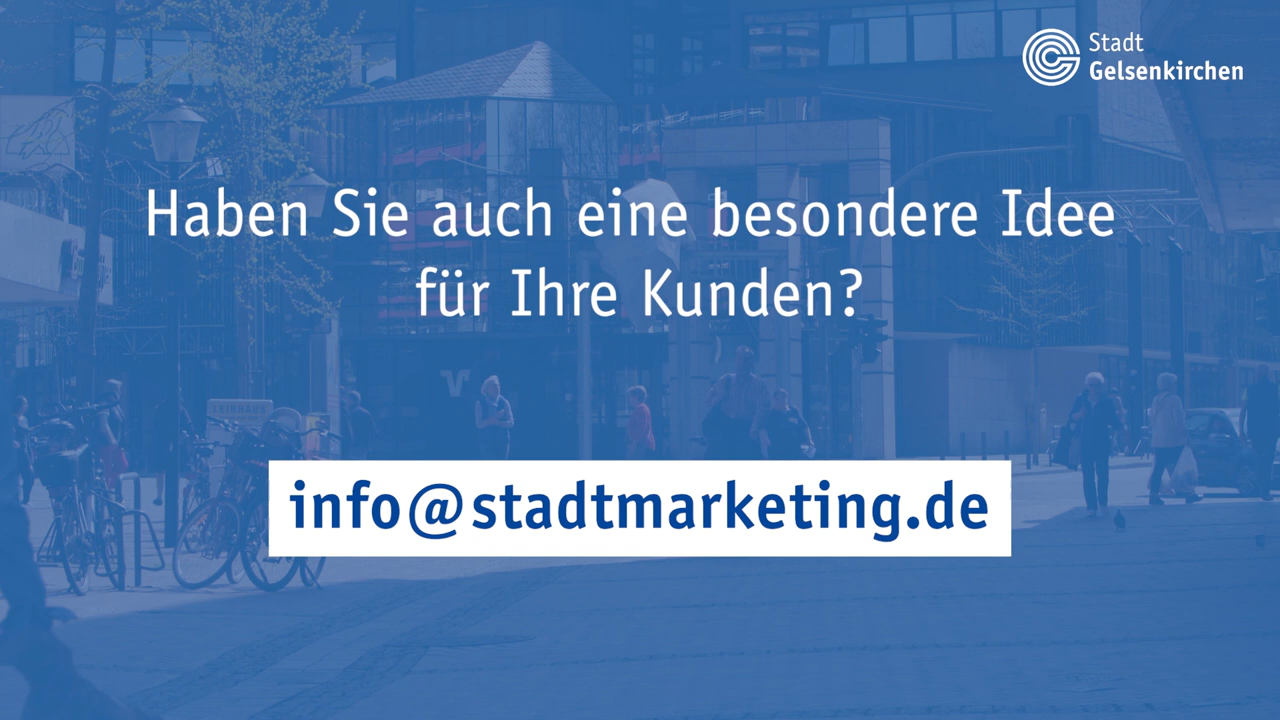 Stadt
Gelsenkirchen
Haben Sie auch eine besondere Idee
für Ihre Kunden?
info@stadtmarketing.de